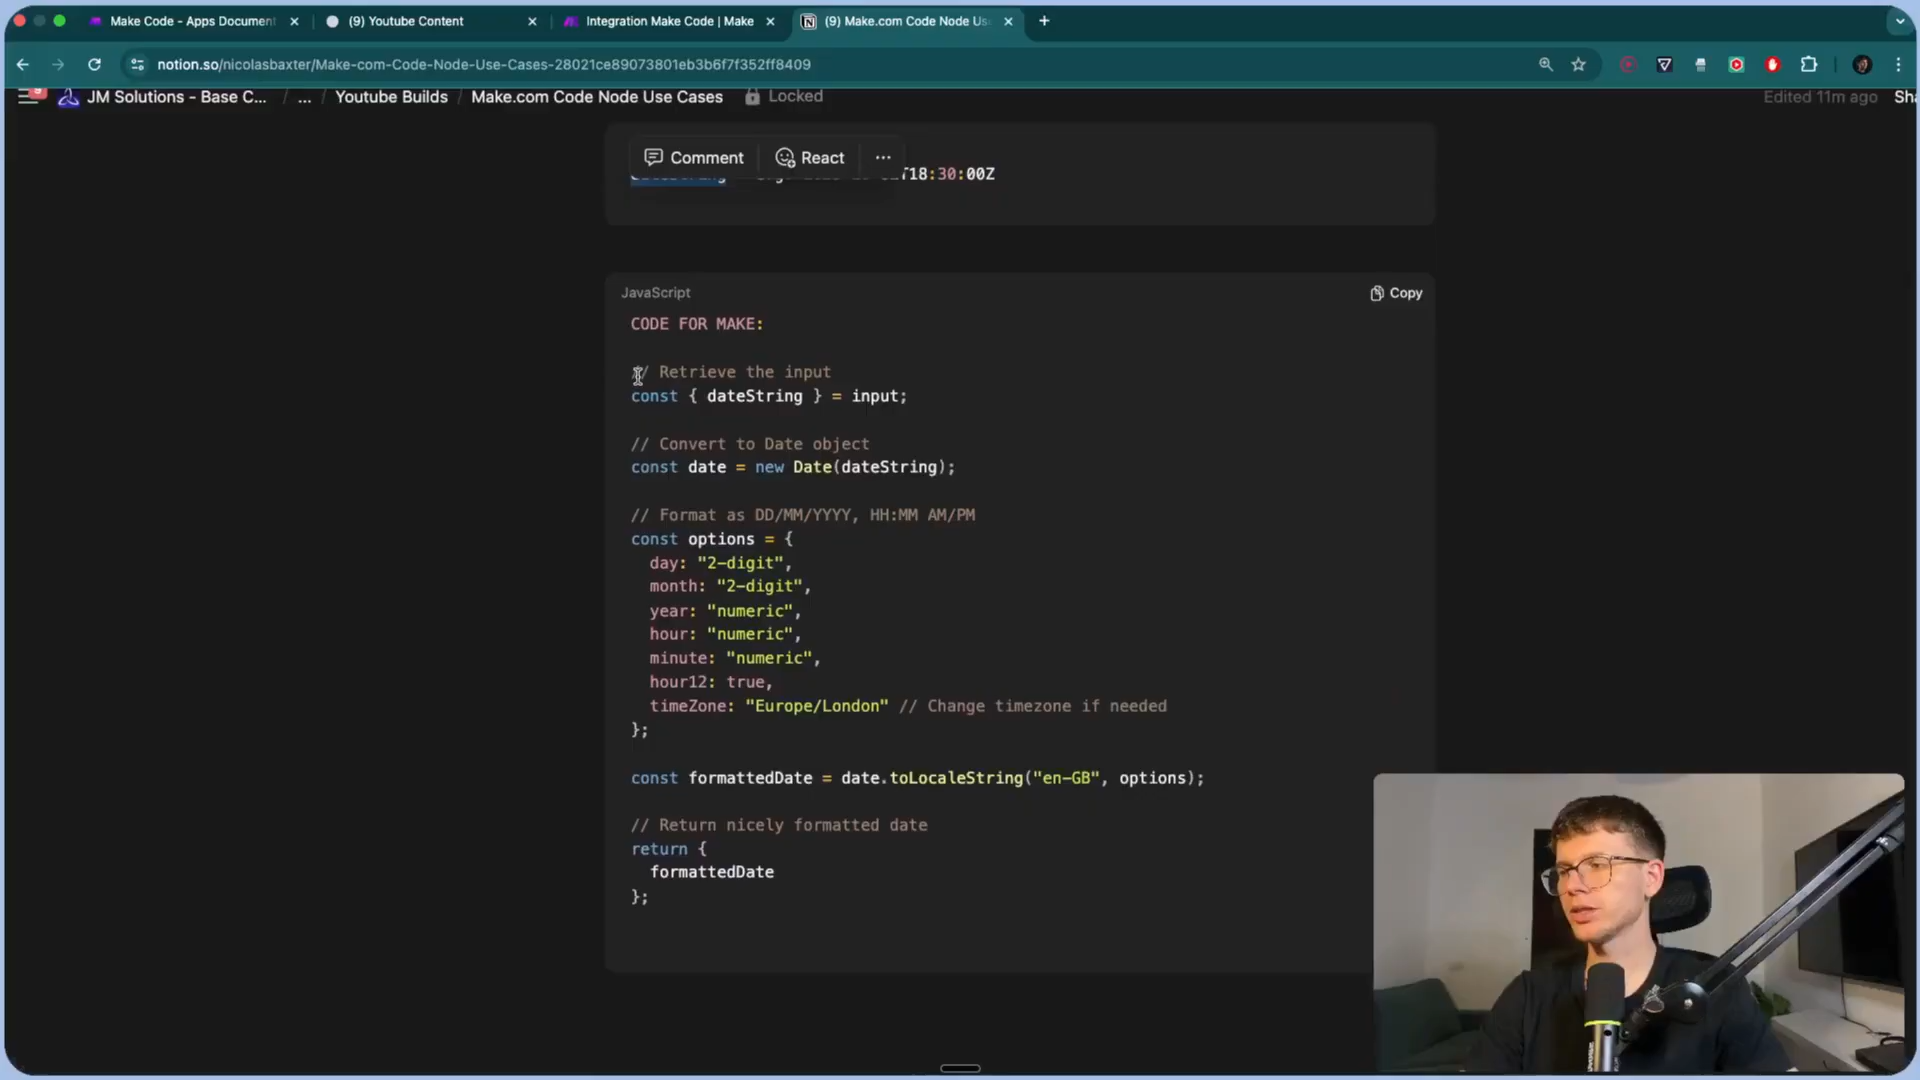 Make Code - Apps Document
(9) Youtube Content
Integration Make Code | Make
(9) Make.com Code Node Us
notion.so/nicolasbaxter/Make-com-Code-Node-Use-Cases-28021ce89073801eb3b6f7f352ff8409
JM Solutions - Base C... / ... / Youtube Builds / Make.com Code Node Use Cases Locked
Edited 11m ago
Sha
Comment
React
T18:30:00Z
JavaScript
Copy
CODE FOR MAKE:
// Retrieve the input
const { dateString } = input;
// Convert to Date object
const date = new Date(dateString);
// Format as DD/MM/YYYY, HH:MM AM/PM
const options = {
day: "2-digit",
month: "2-digit",
year: "numeric",
hour: "numeric",
minute: "numeric",
hour12: true,
timeZone: "Europe/London" // Change timezone if needed
};
const formattedDate = date.toLocaleString("en-GB", options);
// Return nicely formatted date
return {
formattedDate
};